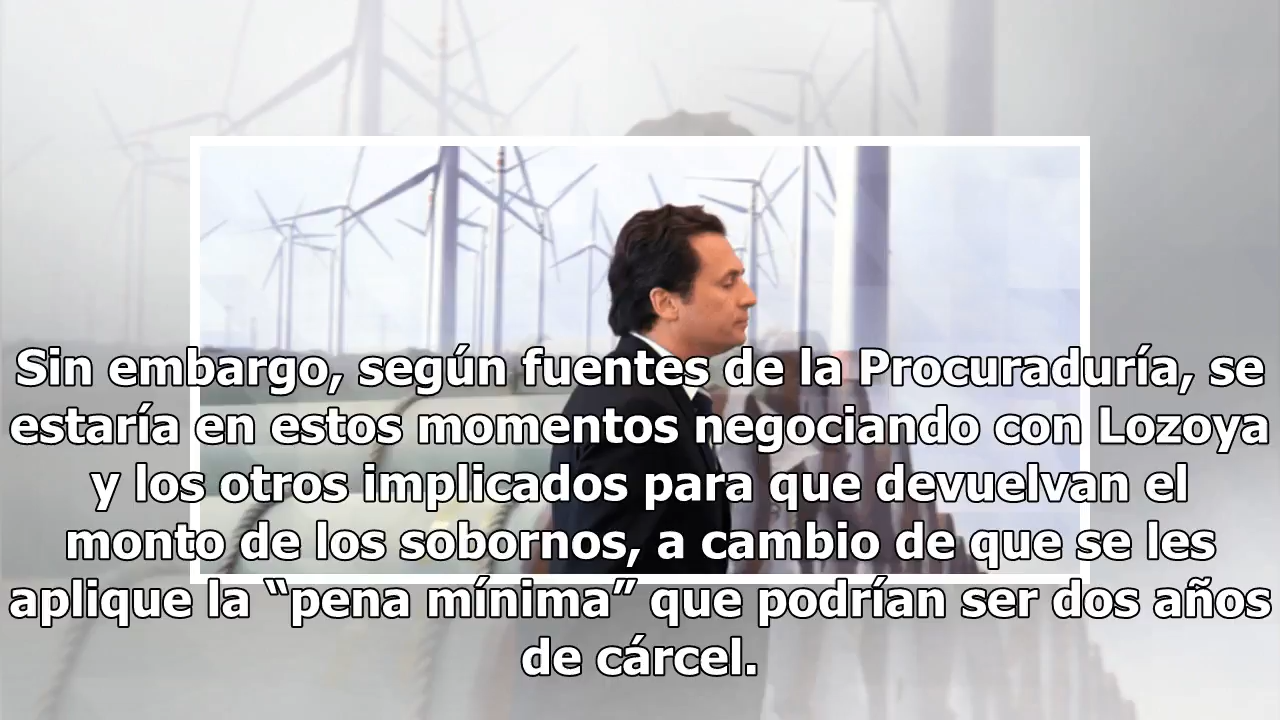 Sin embargo, según fuentes de la Procuraduría, se
estaría en estos momentos negociando con Lozoya
y los otros implicados para que devuelvan el
monto de los sobornos, a cambio de que se les
aplique la “pena mínima” que podrían ser dos años
de cárcel.